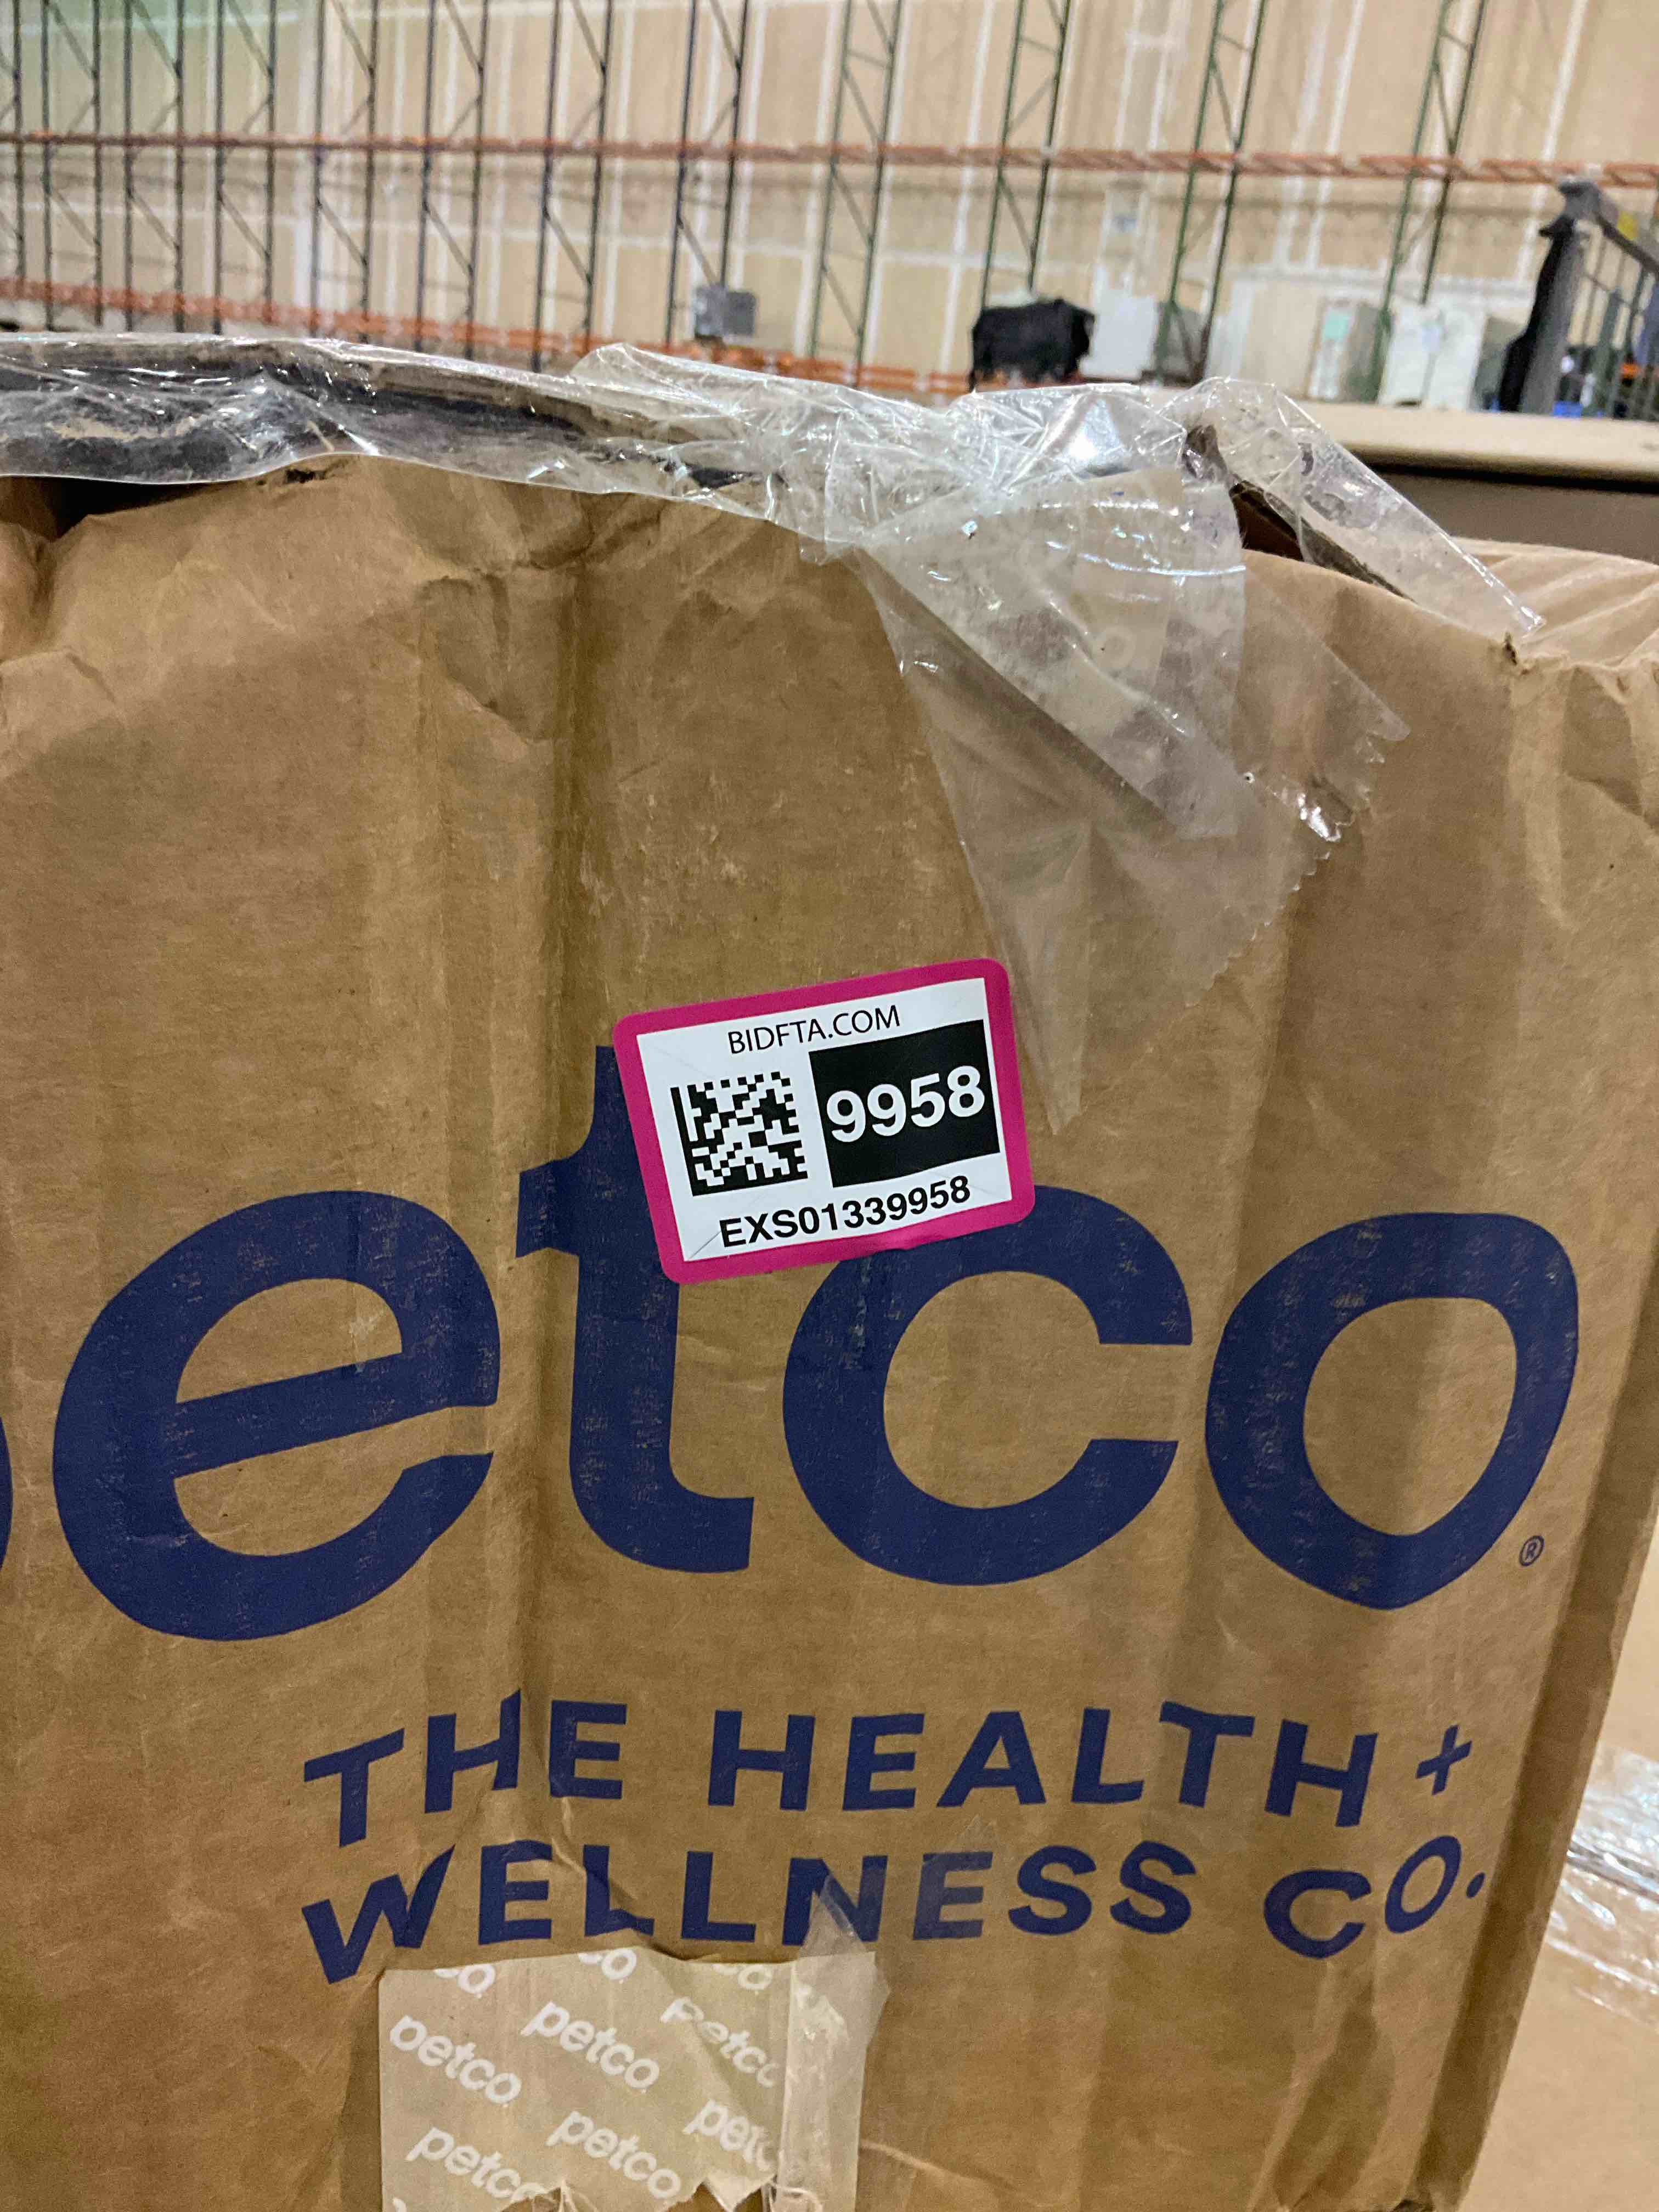 BIDFTA.COM
9958
EXS01339958
etco®
THE HEALTH +
WELLNESS CO.
petco
petco
petco
petco